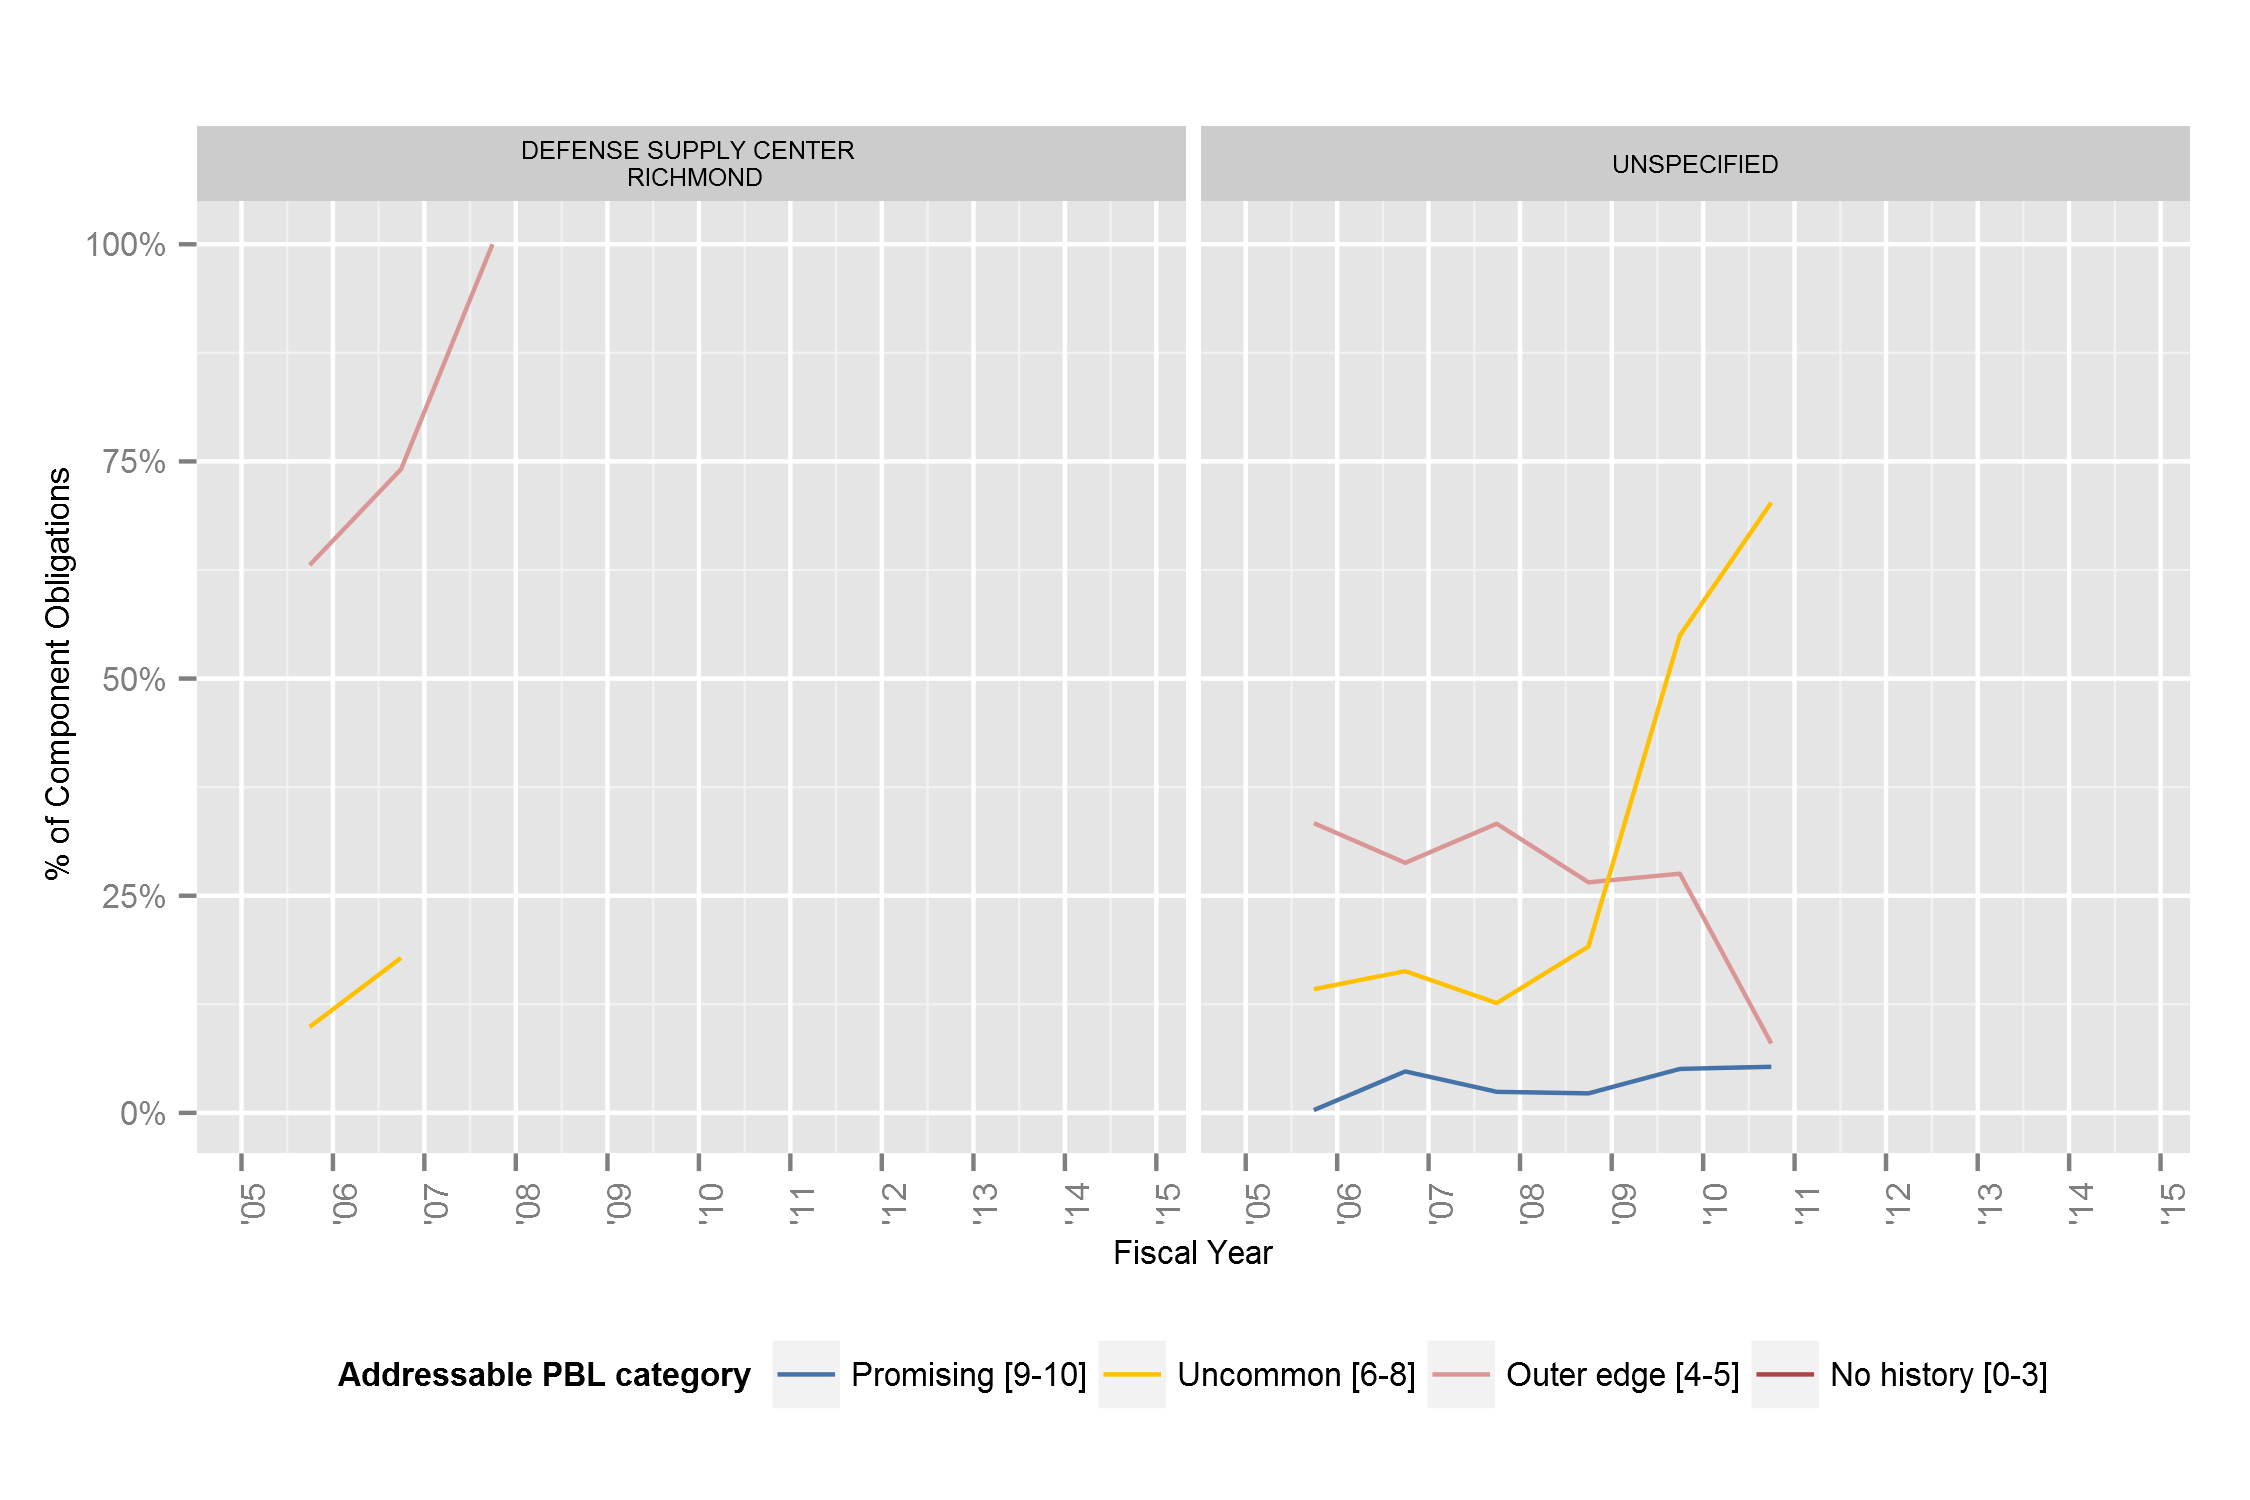 DEFENSE SUPPLY CENTER
RICHMOND
UNSPECIFIED
% of Component Obligations
100%
75%
50%
25%
0%
'05
'06
'07
'08
'09
'10
'11
'12
'13
'14
'15
'05
'06
'07
'08
'09
'10
'11
'12
'13
'14
'15
Fiscal Year
Addressable PBL category
Promising [9-10]
Uncommon [6-8]
Outer edge [4-5]
No history [0-3]